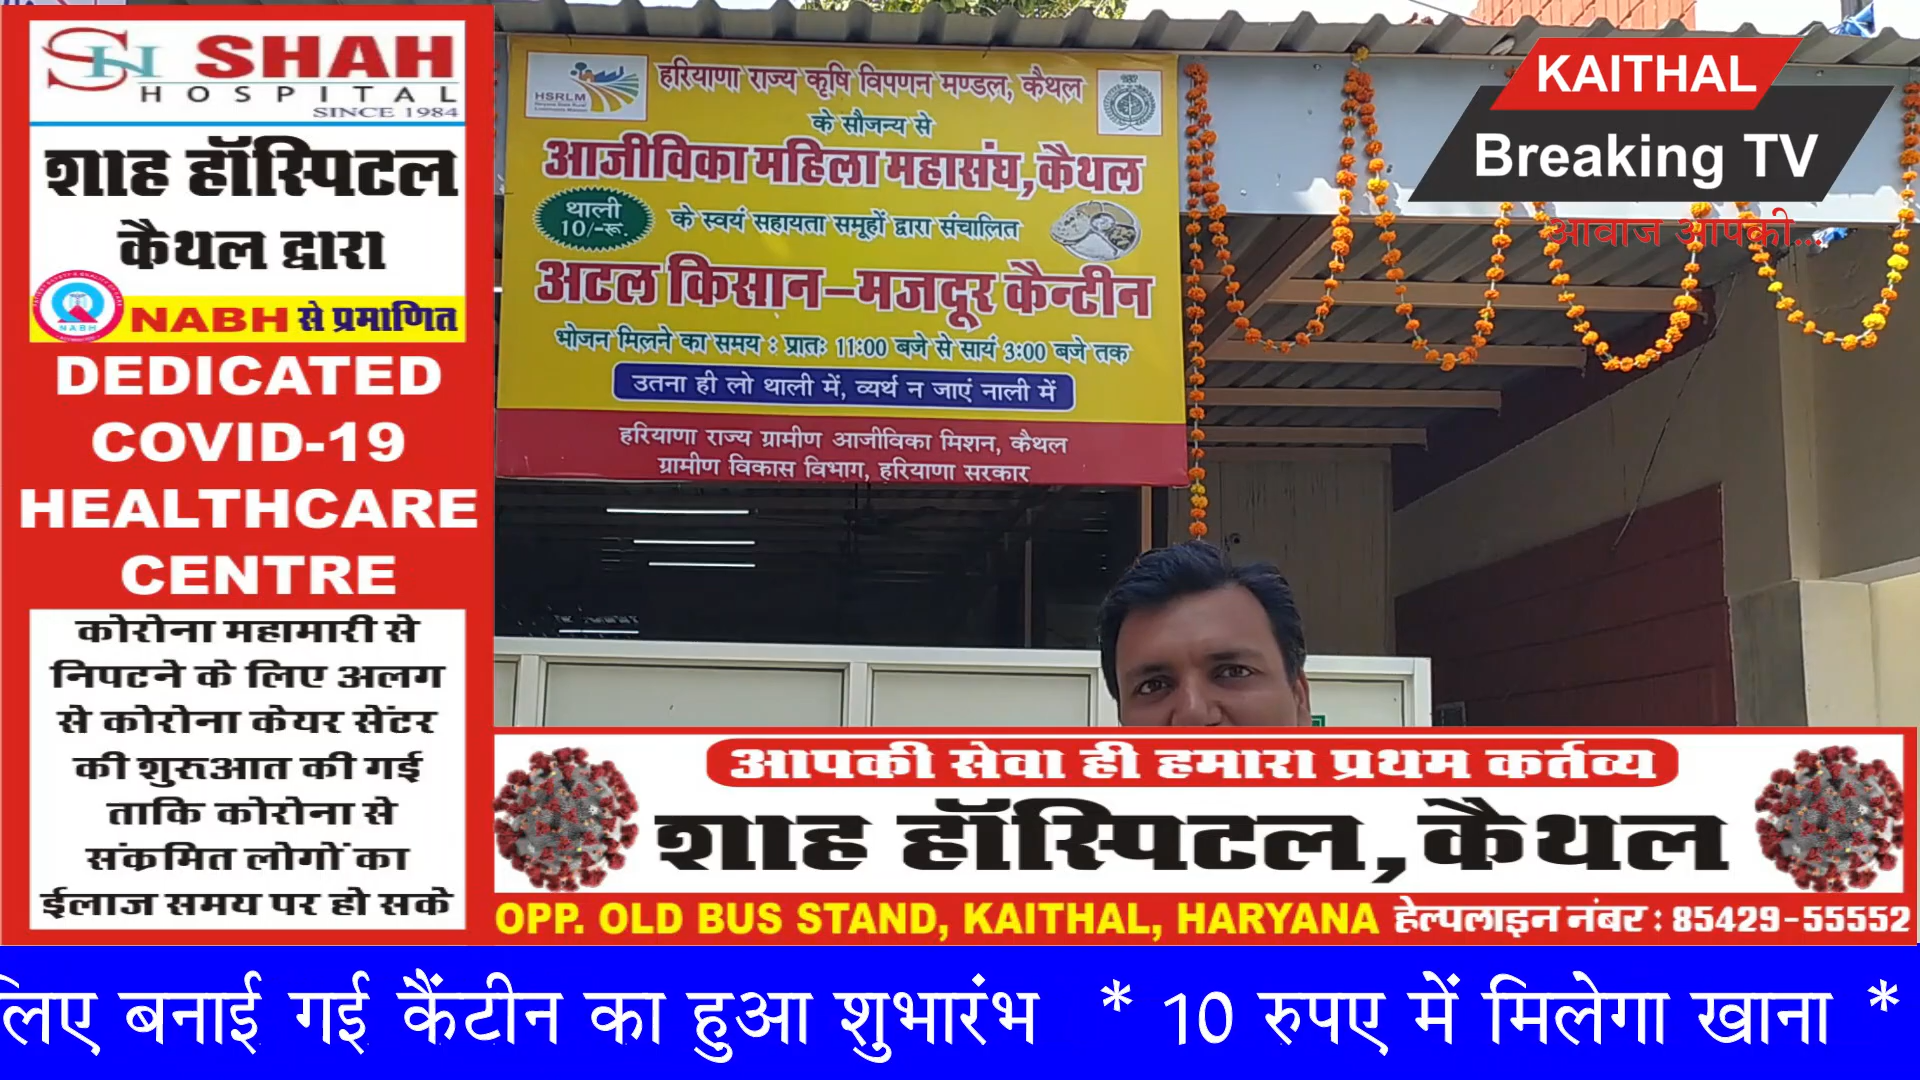 SH SHAH
HOSPITAL
SINCE 1984
शाह हॉस्पिटल
कैथल द्वारा
NABH
NABH से प्रमाणित
DEDICATED
COVID-19
HEALTHCARE
CENTRE
कोरोना महामारी से
निपटने के लिए अलग
से कोरोना केयर सेंटर
की शुरूआत की गई
ताकि कोरोना से
संक्रमित लोगों का
ईलाज समय पर हो सके
HSRLM
हरियाणा राज्य कृषि विपणन मण्डल, कैथल
के सौजन्य से
आजीविका महिला महासंघ, कैथल
थाली
10/-रू.
के स्वयं सहायता समूहों द्वारा संचालित
अटल किसान-मजदूर कैन्टीन
भोजन मिलने का समय : प्रातः 11:00 बजे से सायं 3:00 बजे तक
उतना ही लो थाली में, व्यर्थ न जाएं नाली में
हरियाणा राज्य ग्रामीण आजीविका मिशन, कैथल
ग्रामीण विकास विभाग, हरियाणा सरकार
KAITHAL
Breaking TV
आवाज आपकी...
आपकी सेवा ही हमारा प्रथम कर्तव्य
शाह हॉस्पिटल, कैथल
OPP. OLD BUS STAND, KAITHAL, HARYANA हेल्पलाइन नंबर : 85429-55552
लिए बनाई गई कैंटीन का हुआ शुभारंभ * 10 रुपए में मिलेगा खाना *